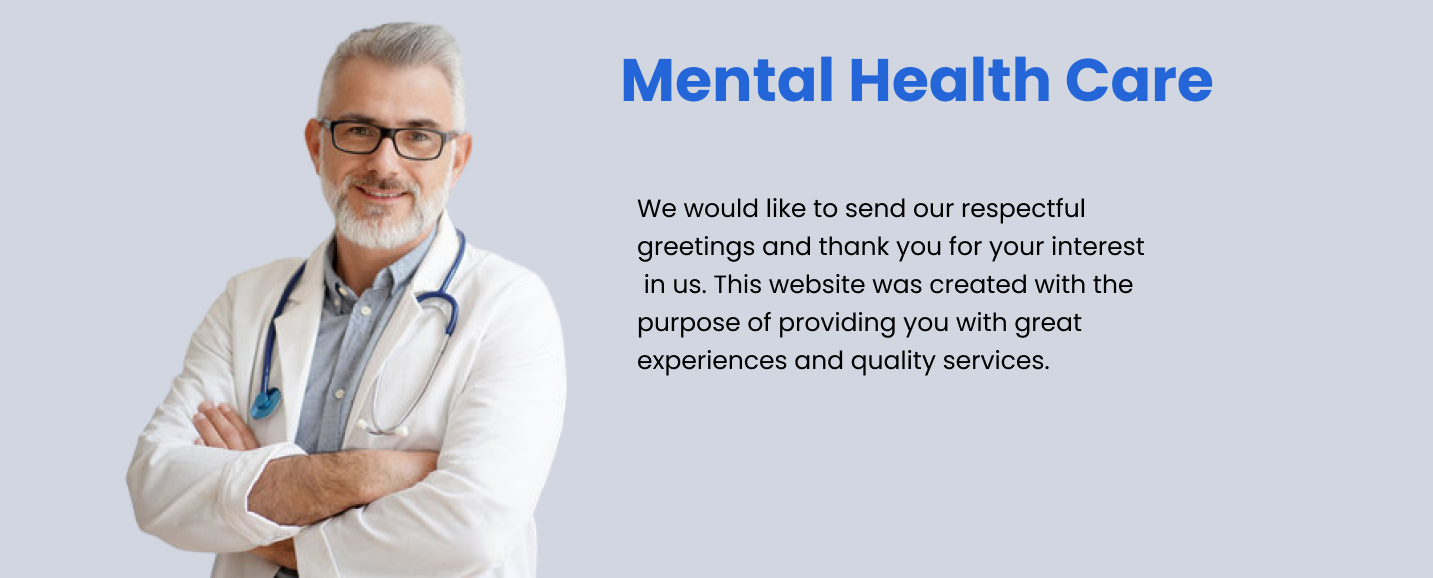 Mental Health Care
We would like to send our respectful
greetings and thank you for your interest
in us. This website was created with the
purpose of providing you with great
experiences and quality services.